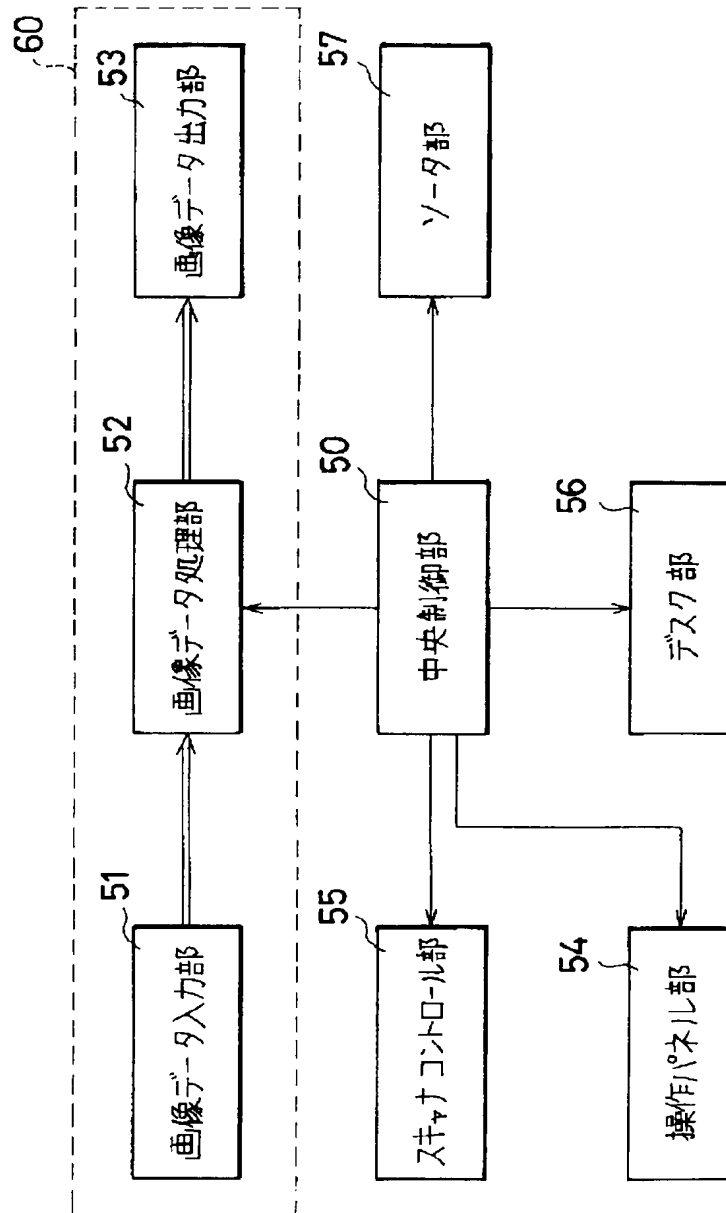 60
51
画像データ入力部
52
画像データ処理部
53
画像データ出力部
55
スキャナコントロール部
50
中央制御部
57
ソータ部
54
操作パネル部
56
デスク部